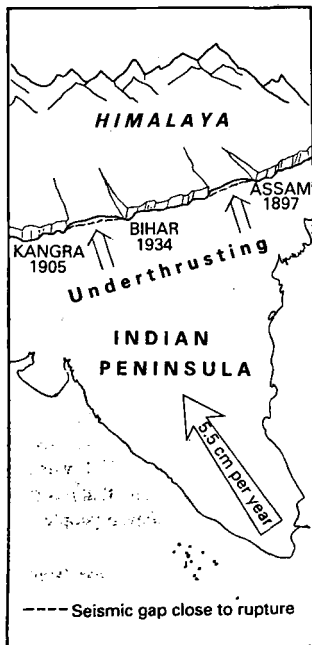 HIMALAYA
ASSAM
1897
BIHAR
1934
KANGRA
1905
Underthrusting
INDIAN
PENINSULA
5.5 cm per year
---- Seismic gap close to rupture